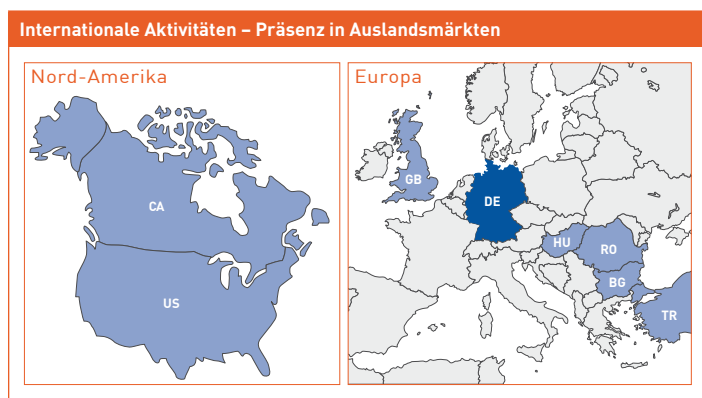 Internationale Aktivitäten – Präsenz in Auslandsmärkten
Nord-Amerika
CA
US
Europa
GB
DE
HU
RO
BG
TR